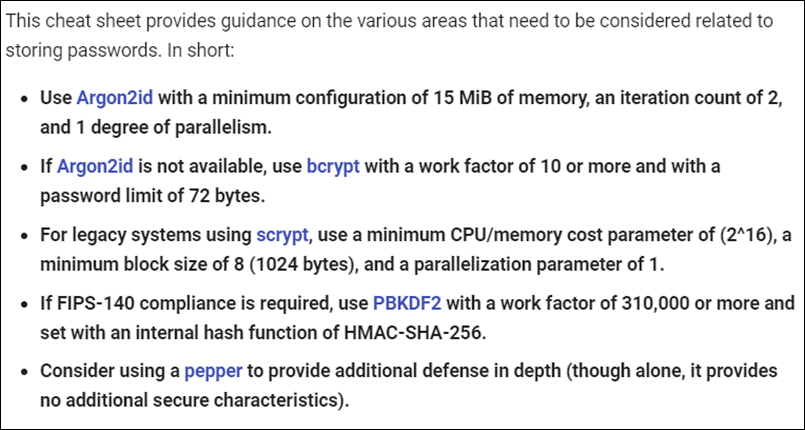 This cheat sheet provides guidance on the various areas that need to be considered related to
storing passwords. In short:
• Use Argon2id with a minimum configuration of 15 MiB of memory, an iteration count of 2,
and 1 degree of parallelism.
• If Argon2id is not available, use bcrypt with a work factor of 10 or more and with a
password limit of 72 bytes.
• For legacy systems using scrypt, use a minimum CPU/memory cost parameter of (2^16), a
minimum block size of 8 (1024 bytes), and a parallelization parameter of 1.
• If FIPS-140 compliance is required, use PBKDF2 with a work factor of 310,000 or more and
set with an internal hash function of HMAC-SHA-256.
• Consider using a pepper to provide additional defense in depth (though alone, it provides
no additional secure characteristics).